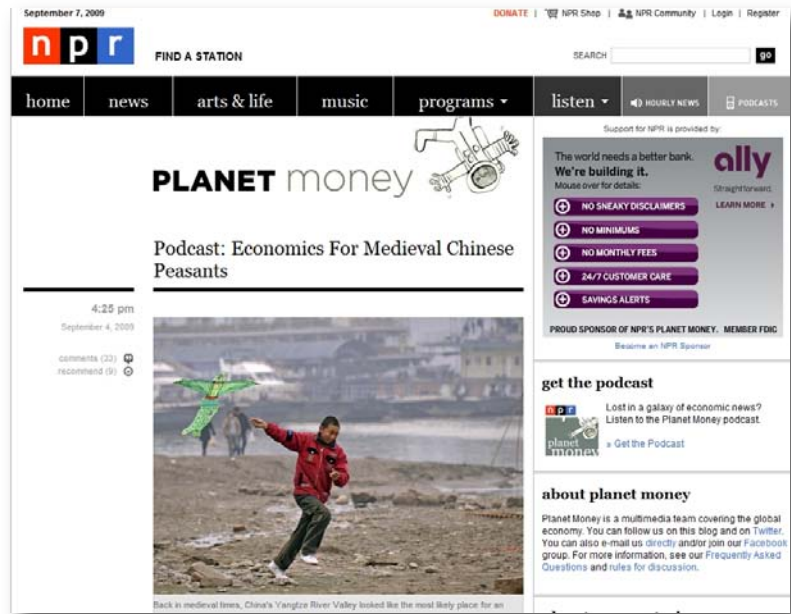 September 7, 2009
DONATE | NPR Shop | NPR Community | Login | Register
npr
FIND A STATION
SEARCH
go
home news arts & life music programs listen HOURLY NEWS PODCASTS
PLANET money
Podcast: Economics For Medieval Chinese
Peasants
4:25 pm
September 4, 2009
comments (22)
recommend (9)
Back in medieval times, China's Yangtze River Valley looked like the most likely place for an
Support for NPR is provided by:
The world needs a better bank.
We're building it.
Mouse over for details:
ally
Straightforward.
LEARN MORE
NO SNEAKY DISCLAIMERS
NO MINIMUMS
NO MONTHLY FEES
24/7 CUSTOMER CARE
SAVINGS ALERTS
PROUD SPONSOR OF NPR'S PLANET MONEY. MEMBER FDIC
Become an NPR Sponsor
get the podcast
npr
planet
money
Lost in a galaxy of economic news?
Listen to the Planet Money podcast.
» Get the Podcast
about planet money
Planet Money is a multimedia team covering the global
economy. You can follow us on this blog and on Twitter.
You can also e-mail us directly and/or join our Facebook
group. For more information, see our Frequently Asked
Questions and rules for discussion.